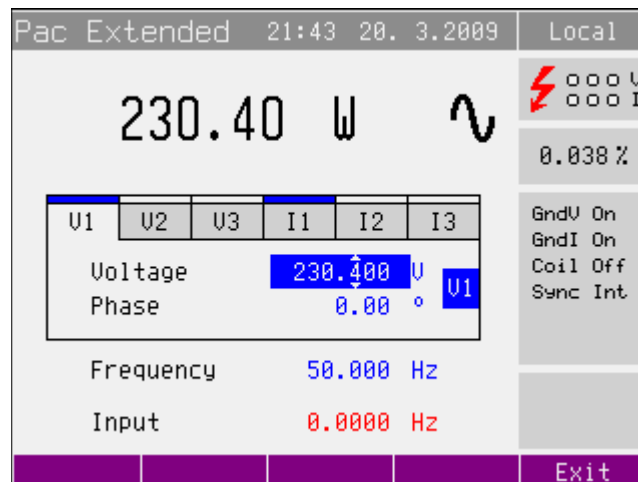 Pac Extended 21:43 20. 3.2009 Local
230.40 W
V
I
0.038%
V1 V2 V3 I1 I2 I3
Voltage 230.400 V
V1
Phase 0.00 °
GndV On
GndI On
Coil Off
Sync Int
Frequency 50.000 Hz
Input 0.0000 Hz
Exit